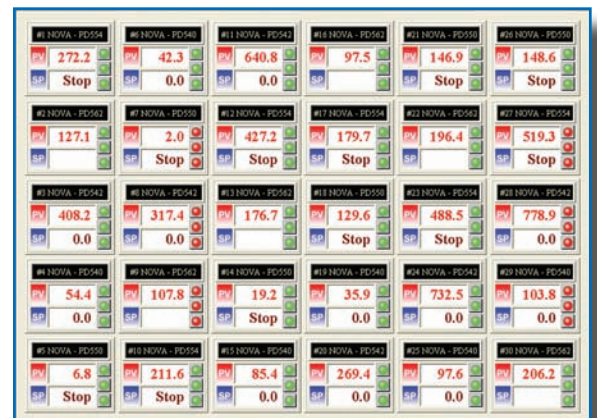 #1 NOVA - PD554 #6 NOVA - PD540 #11 NOVA - PD542 #16 NOVA - PD562 #21 NOVA - PD550 #26 NOVA - PD550
PV 272.2 PV 42.3 PV 640.8 PV 97.5 PV 146.9 PV 148.6
SP Stop SP 0.0 SP 0.0 SP SP Stop SP Stop
#2 NOVA - PD562 #7 NOVA - PD550 #12 NOVA - PD554 #17 NOVA - PD554 #22 NOVA - PD562 #27 NOVA - PD554
PV 127.1 PV 2.0 PV 427.2 PV 179.7 PV 196.4 PV 519.3
SP SP Stop SP Stop SP Stop SP SP Stop
#3 NOVA - PD542 #8 NOVA - PD542 #13 NOVA - PD562 #18 NOVA - PD550 #23 NOVA - PD554 #28 NOVA - PD542
PV 408.2 PV 317.4 PV 176.7 PV 129.6 PV 488.5 PV 778.9
SP 0.0 SP 0.0 SP SP Stop SP Stop SP 0.0
#4 NOVA - PD540 #9 NOVA - PD562 #14 NOVA - PD550 #19 NOVA - PD540 #24 NOVA - PD542 #29 NOVA - PD540
PV 54.4 PV 107.8 PV 19.2 PV 35.9 PV 732.5 PV 103.8
SP 0.0 SP SP Stop SP 0.0 SP 0.0 SP 0.0
#5 NOVA - PD550 #10 NOVA - PD554 #15 NOVA - PD540 #20 NOVA - PD542 #25 NOVA - PD540 #30 NOVA - PD562
PV 6.8 PV 211.6 PV 85.4 PV 269.4 PV 97.6 PV 206.2
SP Stop SP Stop SP 0.0 SP 0.0 SP 0.0 SP